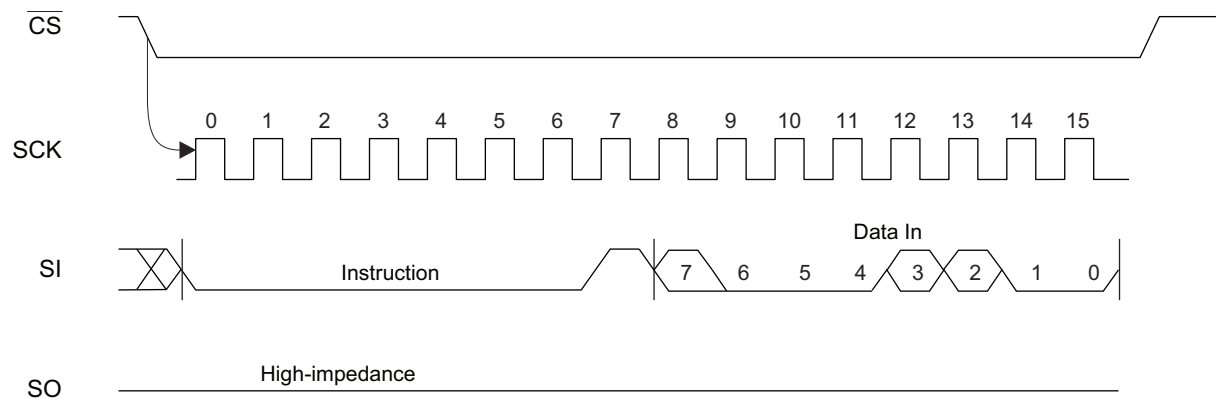 CS
0 1 2 3 4 5 6 7 8 9 10 11 12 13 14 15
SCK
Data In
SI
Instruction
7 6 5 4 3 2 1 0
High-impedance
SO